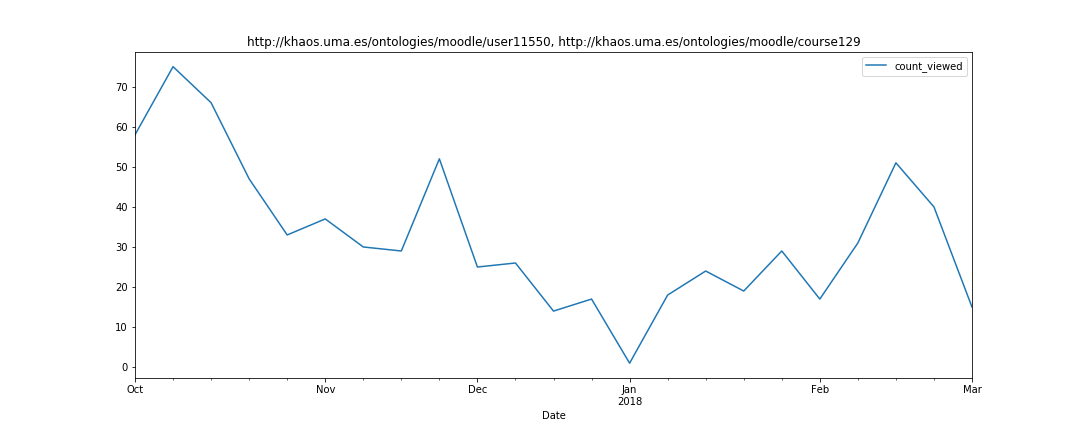 http://khaos.uma.es/ontologies/moodle/user11550, http://khaos.uma.es/ontologies/moodle/course129
count_viewed
70
60
50
40
30
20
10
0
Oct Nov Dec Jan Feb Mar
2018
Date